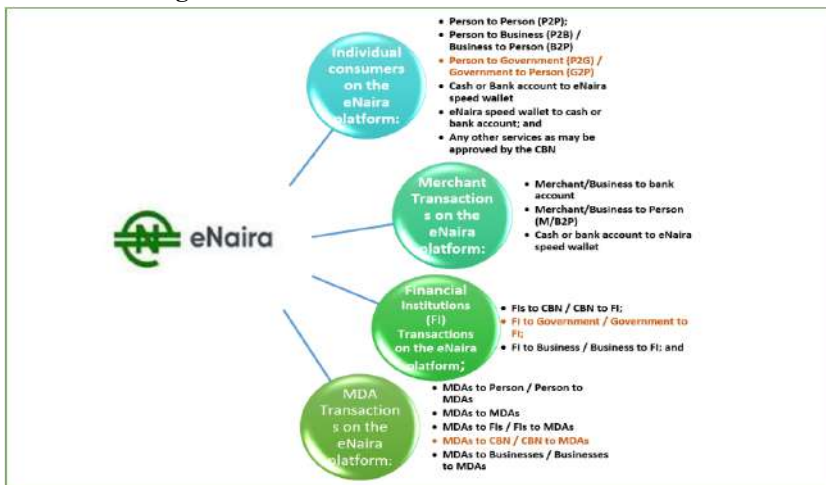 Individual
consumers
on the
eNaira
platform:
• Person to Person (P2P);
• Person to Business (P2B) /
Business to Person (B2P)
• Person to Government (P2G) /
Government to Person (G2P)
• Cash or Bank account to eNaira
speed wallet
• eNaira speed wallet to cash or
bank account; and
• Any other services as may be
approved by the CBN
eNaira
Merchant
Transaction
s on the
eNaira
platform:
• Merchant/Business to bank
account
• Merchant/Business to Person
(M/B2P)
• Cash or bank account to eNaira
speed wallet
Financial
Institutions
(FI)
Transactions
on the eNaira
platform;
• FIs to CBN / CBN to FI;
• FI to Government / Government to
FI;
• FI to Business / Business to FI; and
MDA
Transaction
s on the
eNaira
platform:
• MDAs to Person / Person to
MDAs
• MDAs to MDAs
• MDAs to FIs / FIs to MDAs
• MDAs to CBN / CBN to MDAs
• MDAs to Businesses / Businesses
to MDAs